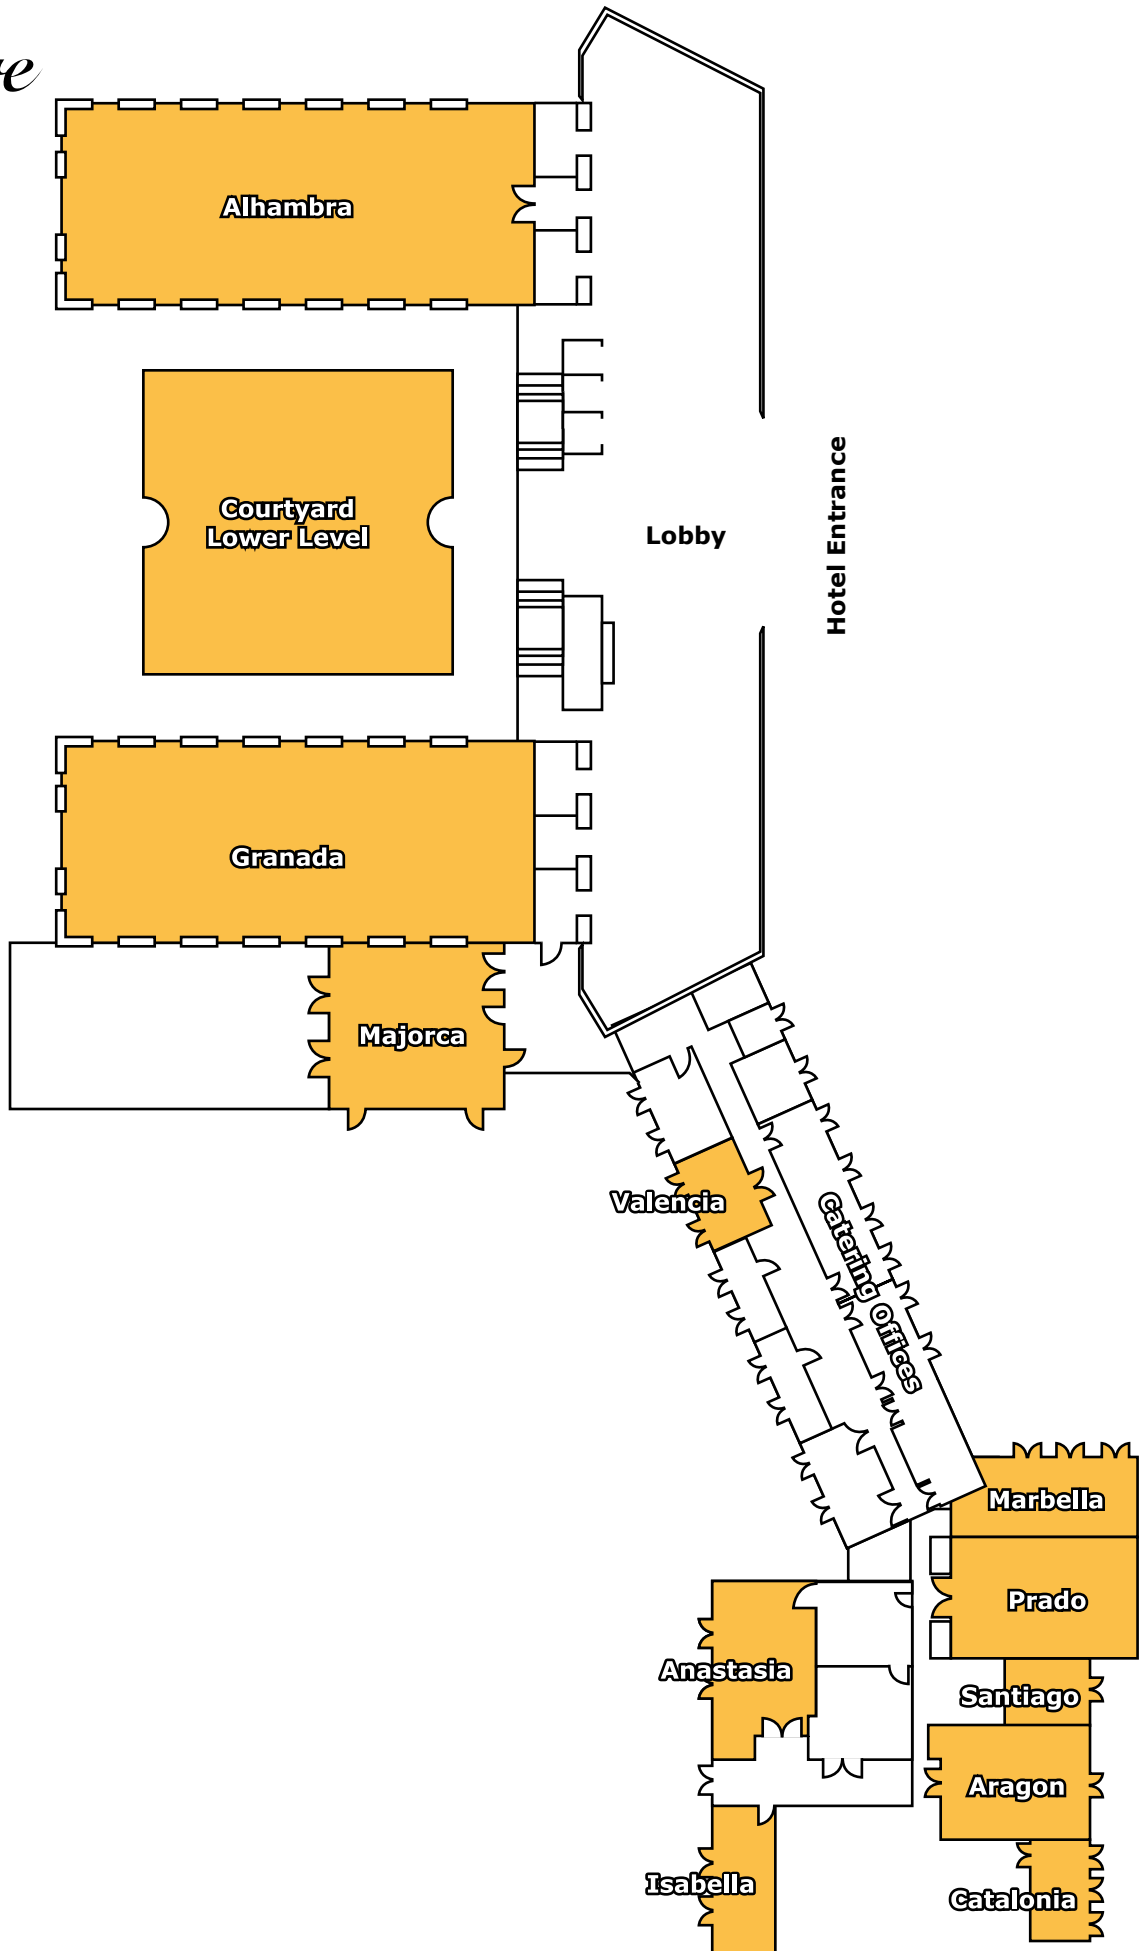 Alhambra
Courtyard
Lower Level
Lobby
Hotel Entrance
Granada
Majorca
Valencia
Catering Offices
Marbella
Prado
Anastasia
Santiago
Aragon
Isabella
Catalonia